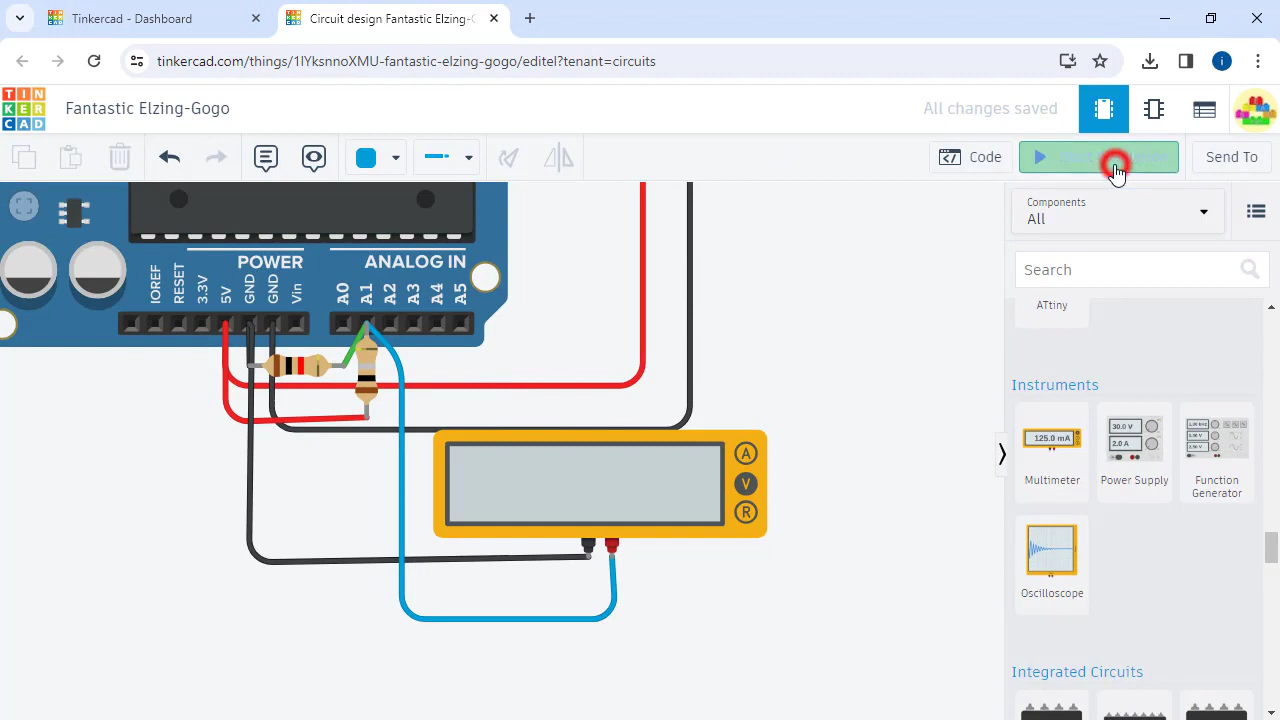 Tinkercad - Dashboard
Circuit design Fantastic Elzing-G
tinkercad.com/things/1IYksnnoXMU-fantastic-elzing-gogo/editel?tenant=circuits
i
TIN
KER
CAD
Fantastic Elzing-Gogo
All changes saved
Code
Send To
Components
All
Search
ATtiny
Instruments
125.0 mA
30.0 V
2.0 A
Multimeter
Power Supply
Function
Generator
Oscilloscope
Integrated Circuits
POWER
ANALOG IN
IOREF
RESET
3.3V
5V
GND
GND
Vin
A0
A1
A2
A3
A4
A5
A
V
R